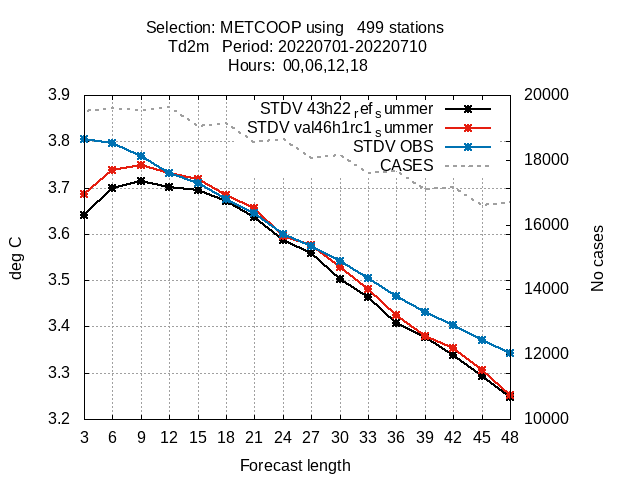 Selection: METCOOP using   499 stations
Td2m   Period: 20220701-20220710
Hours:  00,06,12,18
STDV 43h22ref_summer
STDV val46h1rc1_summer
STDV OBS
CASES
3.9
3.8
3.7
3.6
3.5
3.4
3.3
3.2
deg C
20000
18000
16000
14000
12000
10000
No cases
3 6 9 12 15 18 21 24 27 30 33 36 39 42 45 48
Forecast length